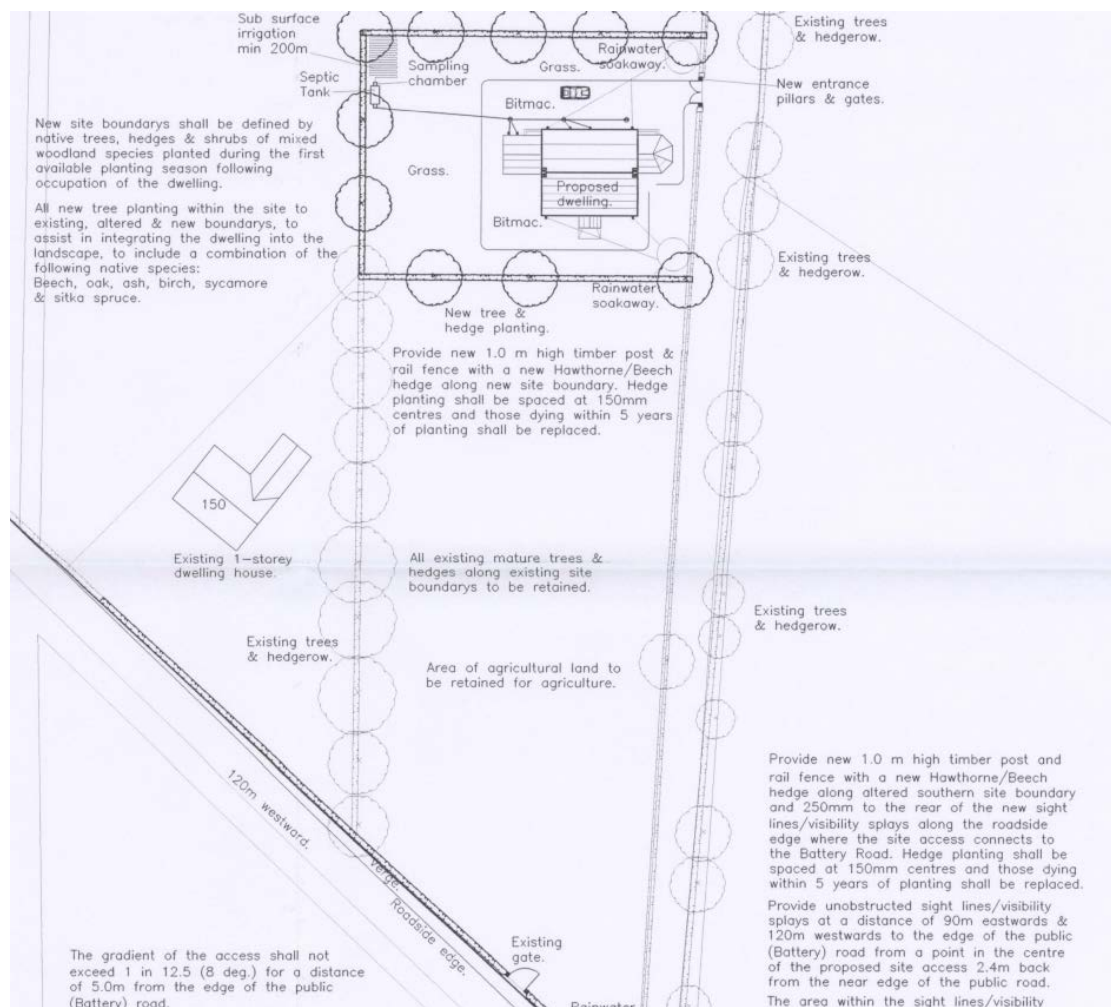 Sub surface
irrigation
min 200m
Sampling
chamber
Septic
Tank
Grass.
Rainwater
soakaway.
Existing trees
& hedgerow.
New entrance
pillars & gates.
Bitmac.
New site boundarys shall be defined by
native trees, hedges & shrubs of mixed
woodland species planted during the first
available planting season following
occupation of the dwelling.
Grass.
Proposed
dwelling.
Bitmac.
All new tree planting within the site to
existing, altered & new boundarys, to
assist in integrating the dwelling into the
landscape, to include a combination of the
following native species:
Beech, oak, ash, birch, sycamore
& sitka spruce.
Existing trees
& hedgerow.
Rainwater
soakaway.
New tree &
hedge planting.
Provide new 1.0 m high timber post &
rail fence with a new Hawthorne/Beech
hedge along new site boundary. Hedge
planting shall be spaced at 150mm
centres and those dying within 5 years
of planting shall be replaced.
150
Existing 1-storey
dwelling house.
All existing mature trees &
hedges along existing site
boundarys to be retained.
Existing trees
& hedgerow.
Existing trees
& hedgerow.
Area of agricultural land to
be retained for agriculture.
120m westward.
Verge.
Roadside edge.
Provide new 1.0 m high timber post and
rail fence with a new Hawthorne/Beech
hedge along altered southern site boundary
and 250mm to the rear of the new sight
lines/visibility splays along the roadside
edge where the site access connects to
the Battery Road. Hedge planting shall be
spaced at 150mm centres and those dying
within 5 years of planting shall be replaced.
Provide unobstructed sight lines/visibility
splays at a distance of 90m eastwards &
120m westwards to the edge of the public
(Battery) road from a point in the centre
of the proposed site access 2.4m back
from the near edge of the public road.
The area within the sight lines/visibility
Existing
gate.
Rainwater
The gradient of the access shall not
exceed 1 in 12.5 (8 deg.) for a distance
of 5.0m from the edge of the public
(Battery) road.